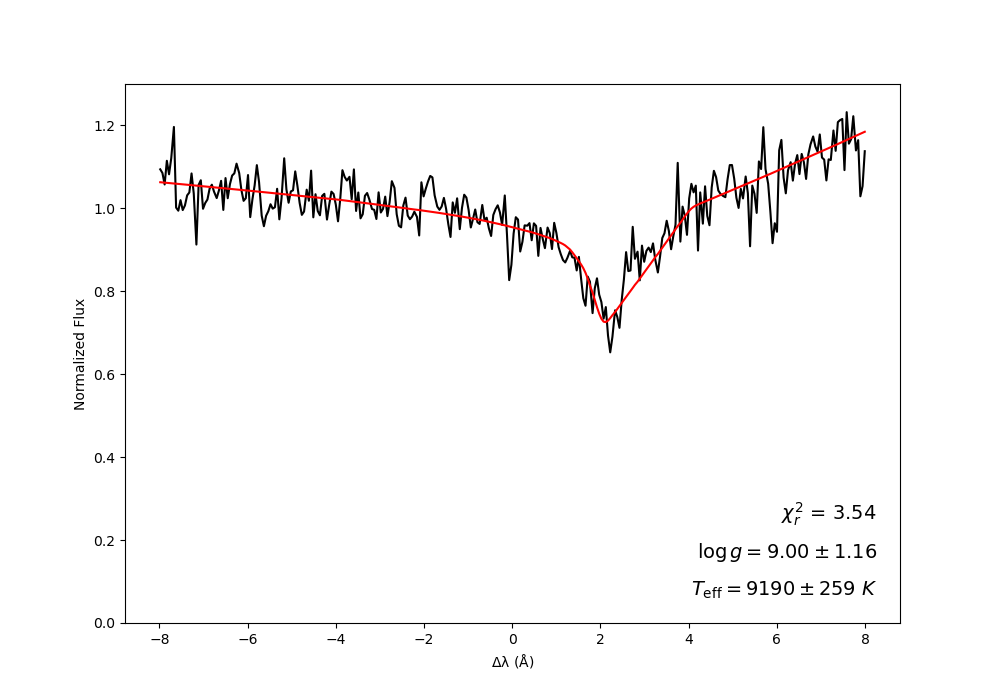 1.2
1.0
0.8
0.6
0.4
0.2
0.0
Normalized Flux
χ²ᵣ = 3.54
log g = 9.00 ± 1.16
T_eff = 9190 ± 259 K
−8 −6 −4 −2 0 2 4 6 8
Δλ (Å)